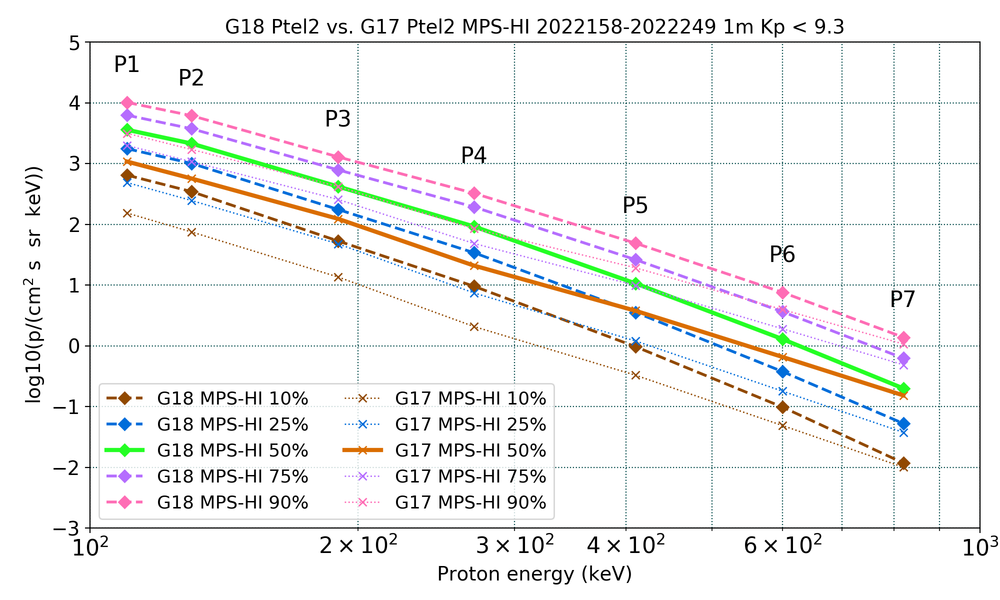 G18 Ptel2 vs. G17 Ptel2 MPS-HI 2022158-2022249 1m Kp < 9.3
5
4
3
2
1
0
−1
−2
−3
log10(p/(cm² s sr keV))
P1
P2
P3
P4
P5
P6
P7
G18 MPS-HI 10%
G18 MPS-HI 25%
G18 MPS-HI 50%
G18 MPS-HI 75%
G18 MPS-HI 90%
G17 MPS-HI 10%
G17 MPS-HI 25%
G17 MPS-HI 50%
G17 MPS-HI 75%
G17 MPS-HI 90%
10²
2 × 10²
3 × 10²
4 × 10²
6 × 10²
10³
Proton energy (keV)